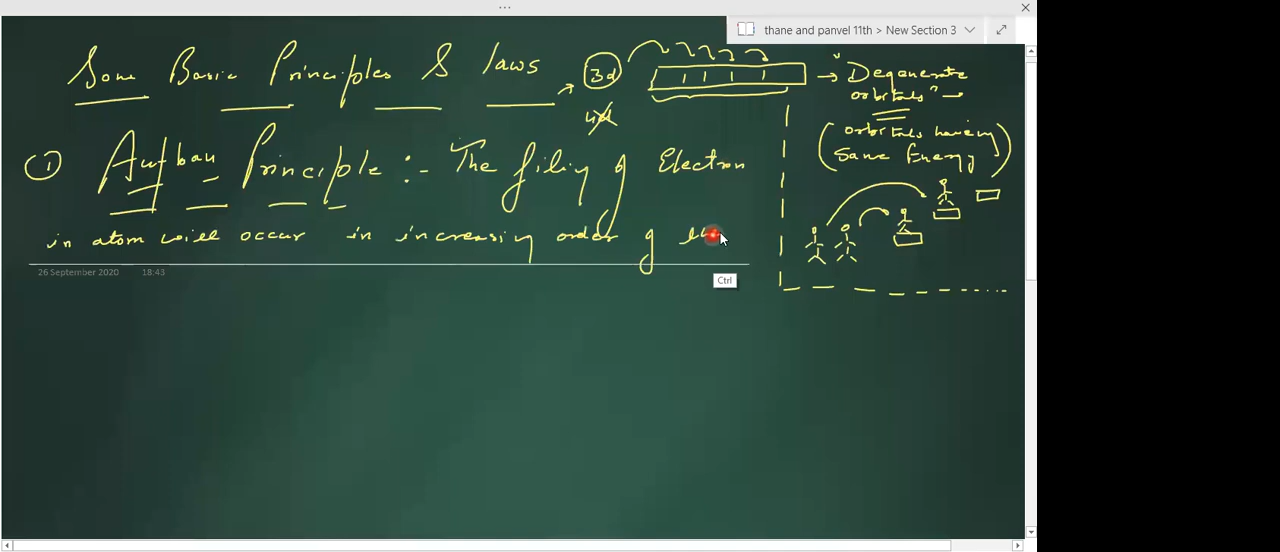 thane and panvel 11th > New Section 3
Some Basic Principles & laws
3d
→ Degenerate
orbitals" →
(orbitals having
Same Energy)
① Aufbau Principle :- The filing of Electron
in atom will occur in increasing order of
26 September 2020 18:43
Ctrl